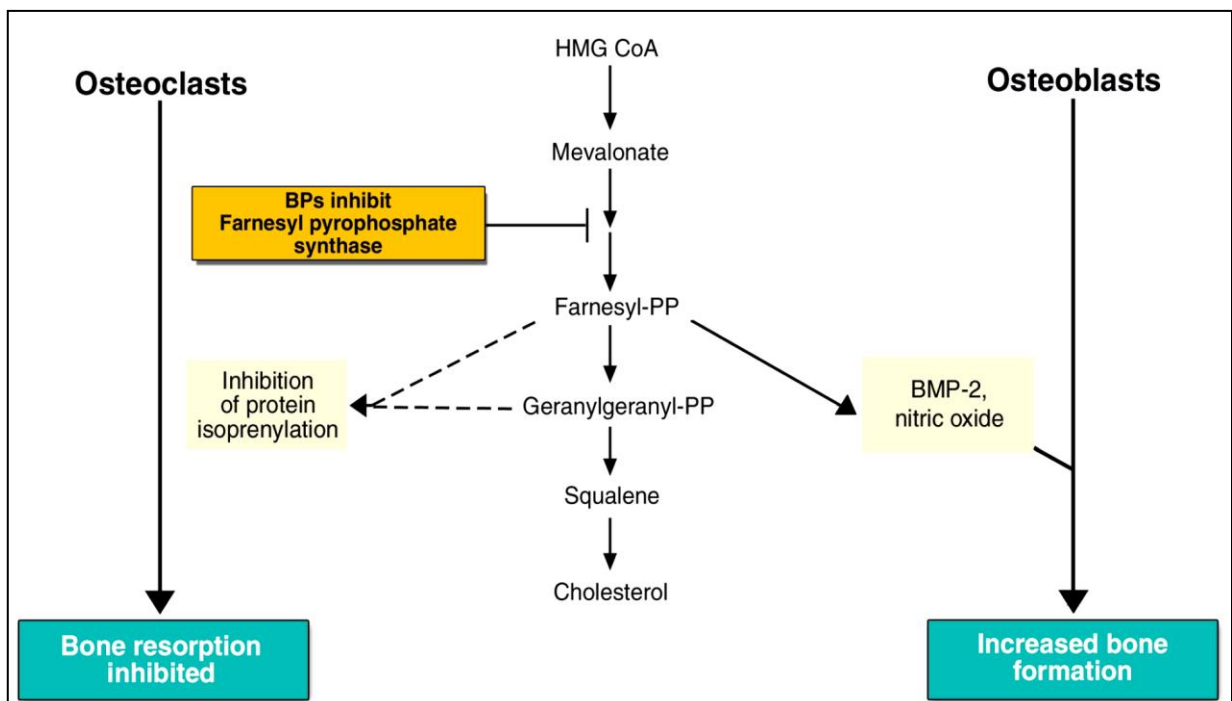 HMG CoA
Osteoclasts
Osteoblasts
Mevalonate
BPs inhibit
Farnesyl pyrophosphate
synthase
Farnesyl-PP
Inhibition
of protein
isoprenylation
Geranylgeranyl-PP
BMP-2,
nitric oxide
Squalene
Cholesterol
Bone resorption
inhibited
Increased bone
formation